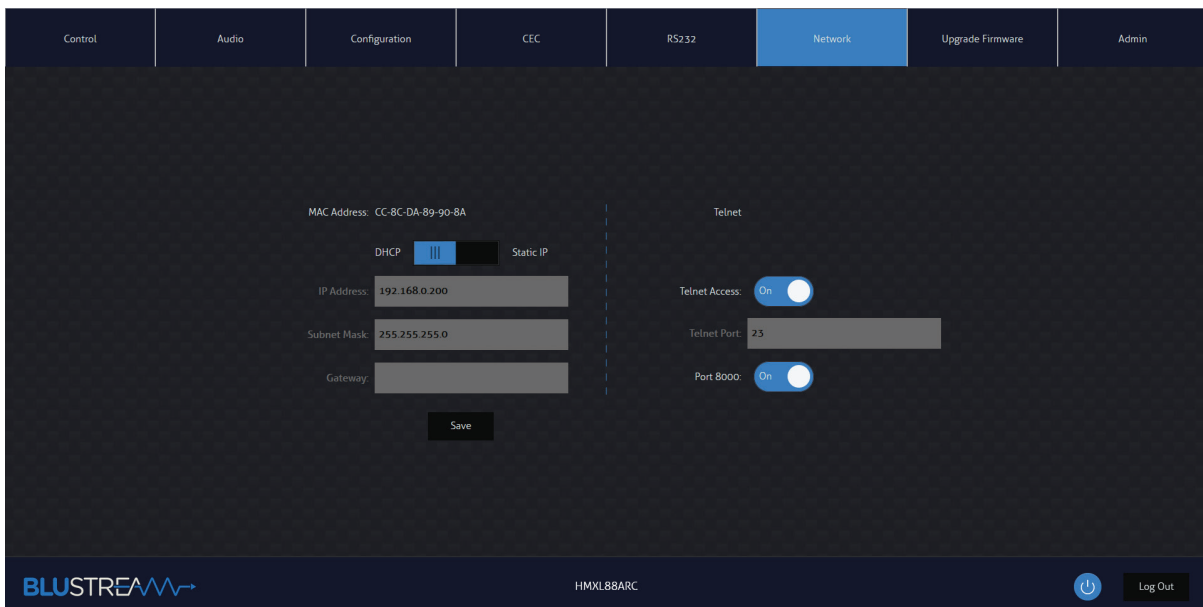 Control Audio Configuration CEC RS232 Network Upgrade Firmware Admin
MAC Address: CC-8C-DA-89-90-8A
DHCP Static IP
IP Address: 192.168.0.200
Subnet Mask: 255.255.255.0
Gateway:
Save
Telnet
Telnet Access: On
Telnet Port: 23
Port 8000: On
BLUSTREAM HMXL88ARC Log Out